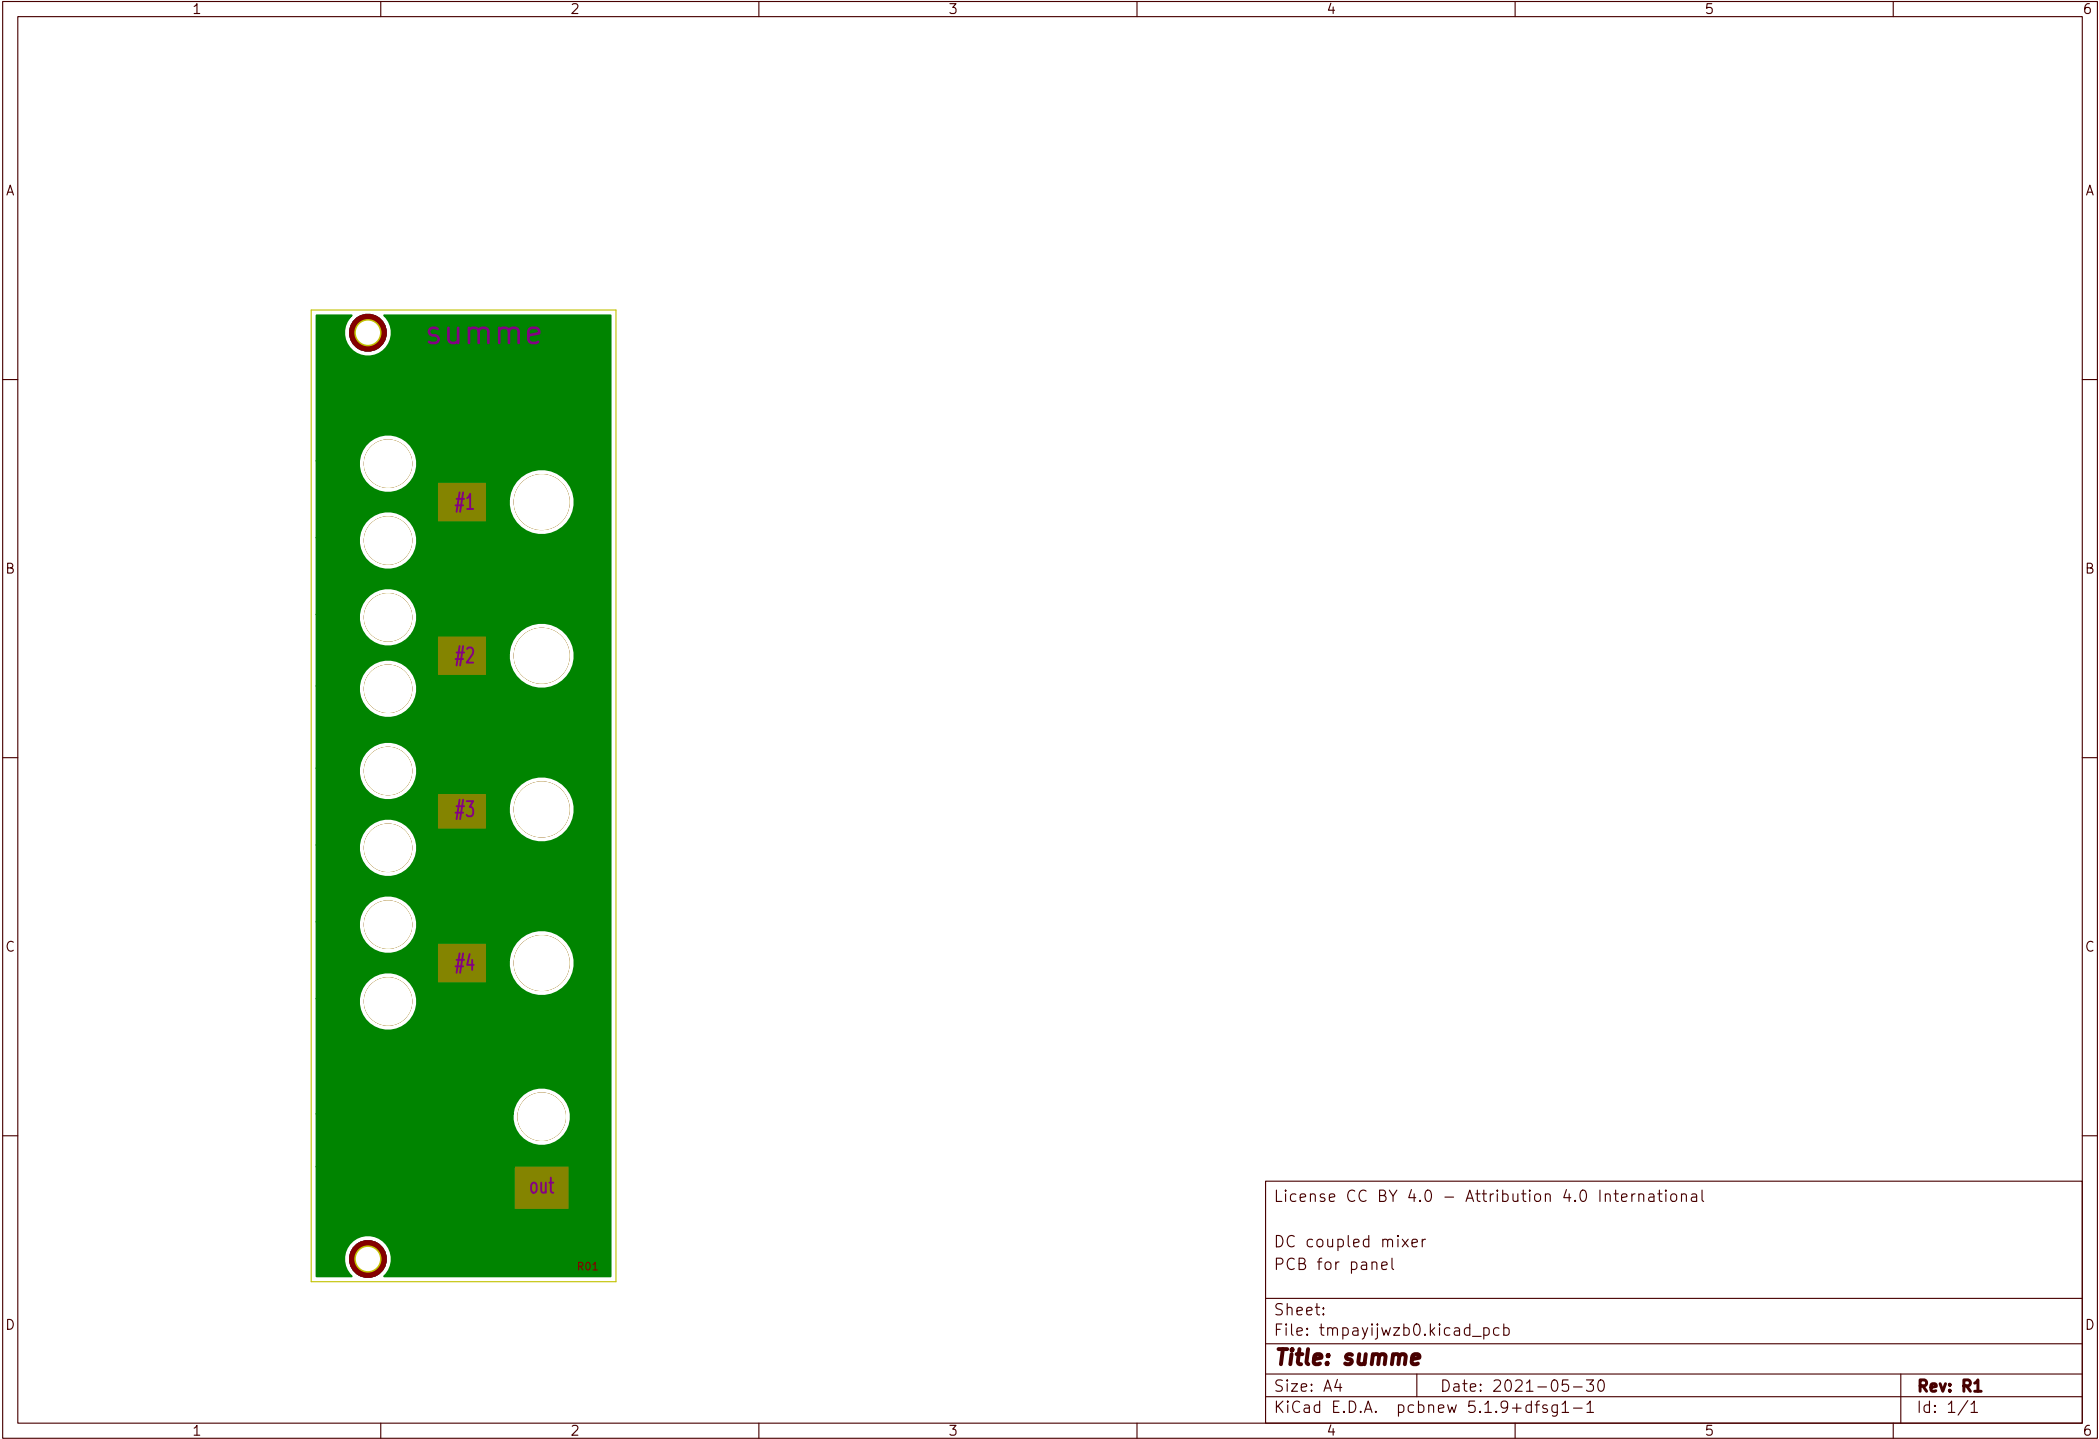 1 2 3 4 5 6
A A
summe
#1
B B
#2
#3
C C
#4
out
R01
License CC BY 4.0 – Attribution 4.0 International
DC coupled mixer
PCB for panel
Sheet:
File: tmpayijwzb0.kicad_pcb
D D
Title: summe
Size: A4 Date: 2021–05–30 Rev: R1
KiCad E.D.A. pcbnew 5.1.9+dfsg1–1 Id: 1/1
1 2 3 4 5 6